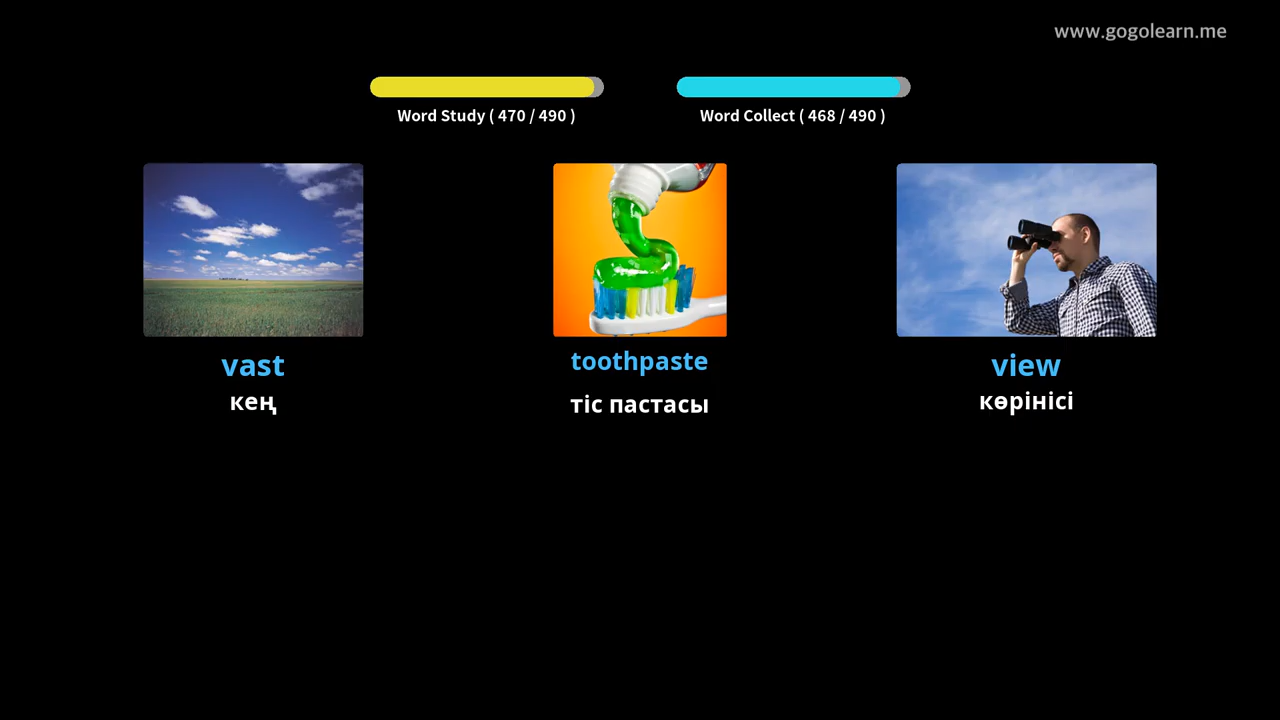 www.gogolearn.me
Word Study ( 470 / 490 )
Word Collect ( 468 / 490 )
vast
кең
toothpaste
тіс пастасы
view
көрінісі